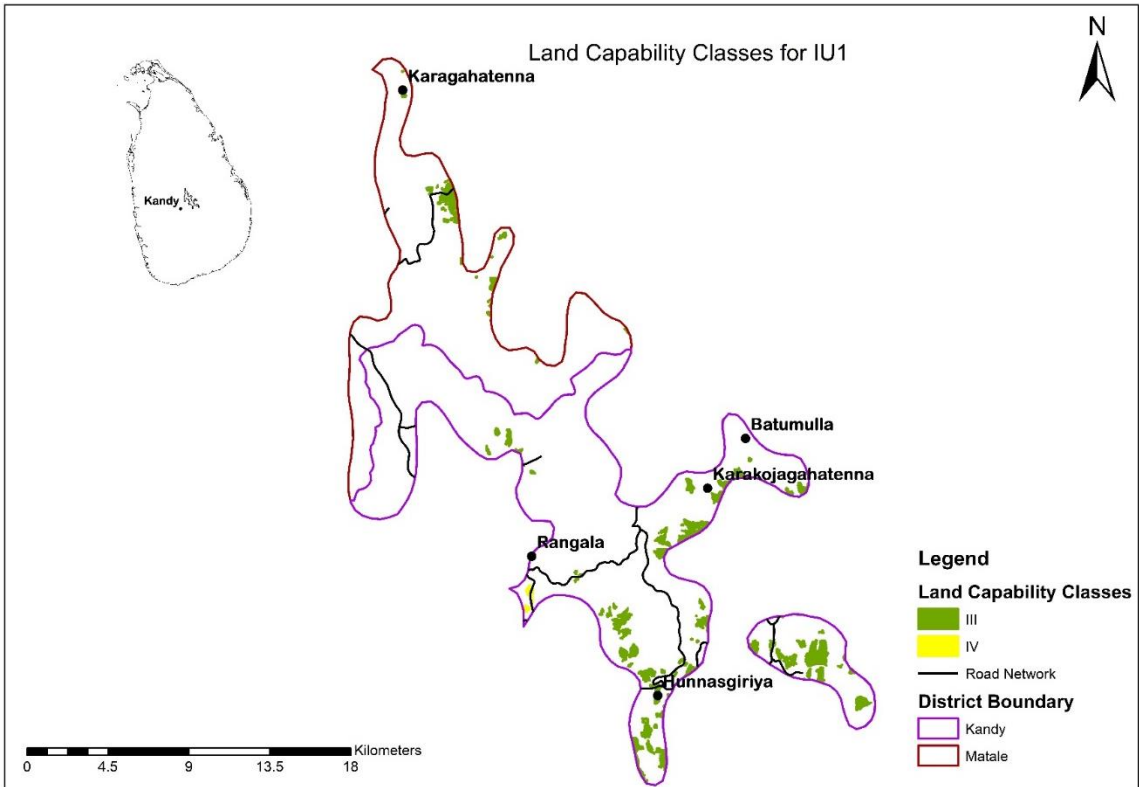 Land Capability Classes for IU1
N
Karagahatenna
Kandy
Batumulla
Karakojagahatenna
Rangala
Hunnasgiriya
Legend
Land Capability Classes
III
IV
Road Network
District Boundary
Kandy
Matale
Kilometers
0 4.5 9 13.5 18